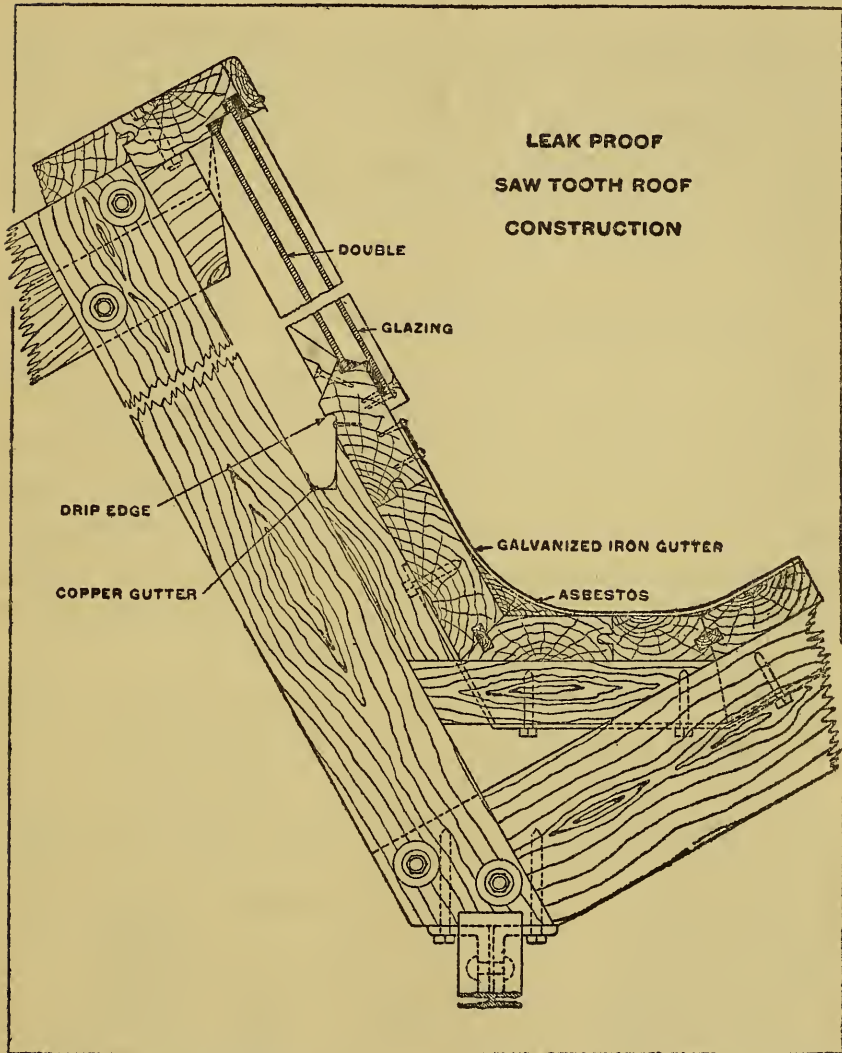 LEAK PROOF
SAW TOOTH ROOF
CONSTRUCTION
DOUBLE
GLAZING
DRIP EDGE
COPPER GUTTER
GALVANIZED IRON GUTTER
ASBESTOS